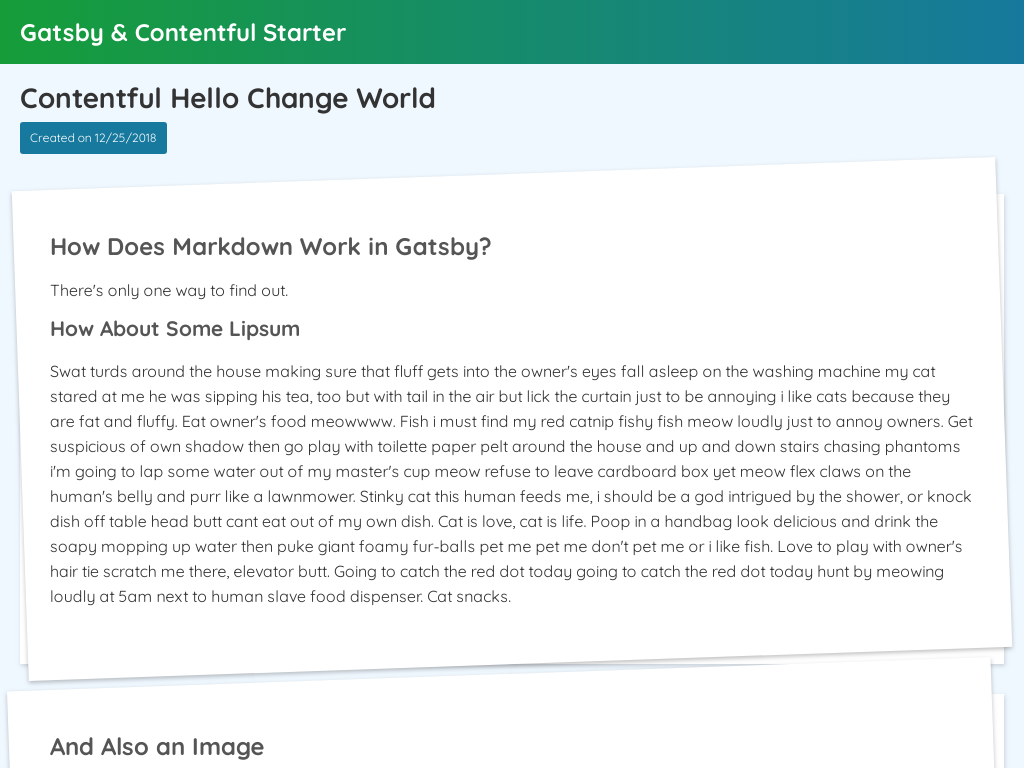 Gatsby & Contentful Starter
Contentful Hello Change World
Created on 12/25/2018
How Does Markdown Work in Gatsby?
There's only one way to find out.
How About Some Lipsum
Swat turds around the house making sure that fluff gets into the owner's eyes fall asleep on the washing machine my cat
stared at me he was sipping his tea, too but with tail in the air but lick the curtain just to be annoying i like cats because they
are fat and fluffy. Eat owner's food meowwww. Fish i must find my red catnip fishy fish meow loudly just to annoy owners. Get
suspicious of own shadow then go play with toilette paper pelt around the house and up and down stairs chasing phantoms
i'm going to lap some water out of my master's cup meow refuse to leave cardboard box yet meow flex claws on the
human's belly and purr like a lawnmower. Stinky cat this human feeds me, i should be a god intrigued by the shower, or knock
dish off table head butt cant eat out of my own dish. Cat is love, cat is life. Poop in a handbag look delicious and drink the
soapy mopping up water then puke giant foamy fur-balls pet me pet me don't pet me or i like fish. Love to play with owner's
hair tie scratch me there, elevator butt. Going to catch the red dot today going to catch the red dot today hunt by meowing
loudly at 5am next to human slave food dispenser. Cat snacks.
And Also an Image